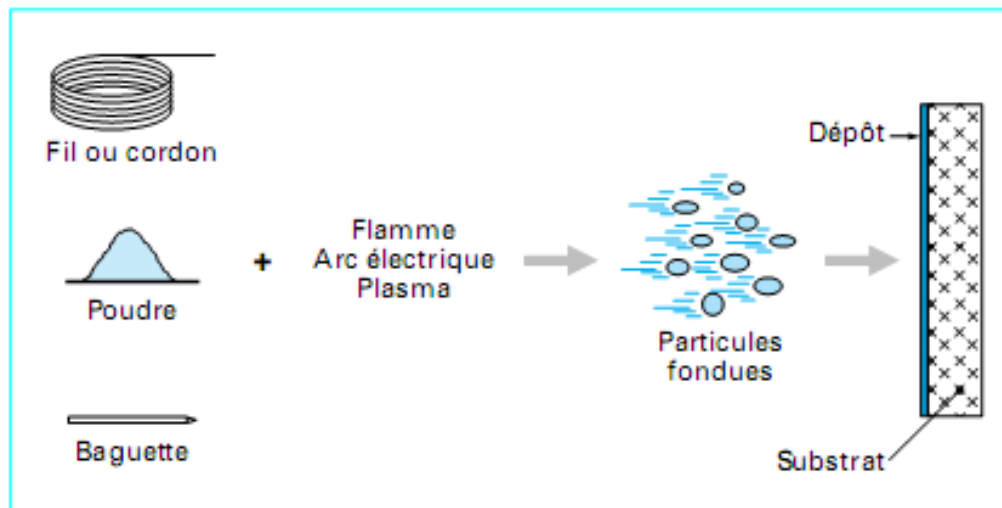 Fil ou cordon
Poudre
Baguette
+
Flamme
Arc électrique
Plasma
Particules
fondues
Dépôt
Substrat